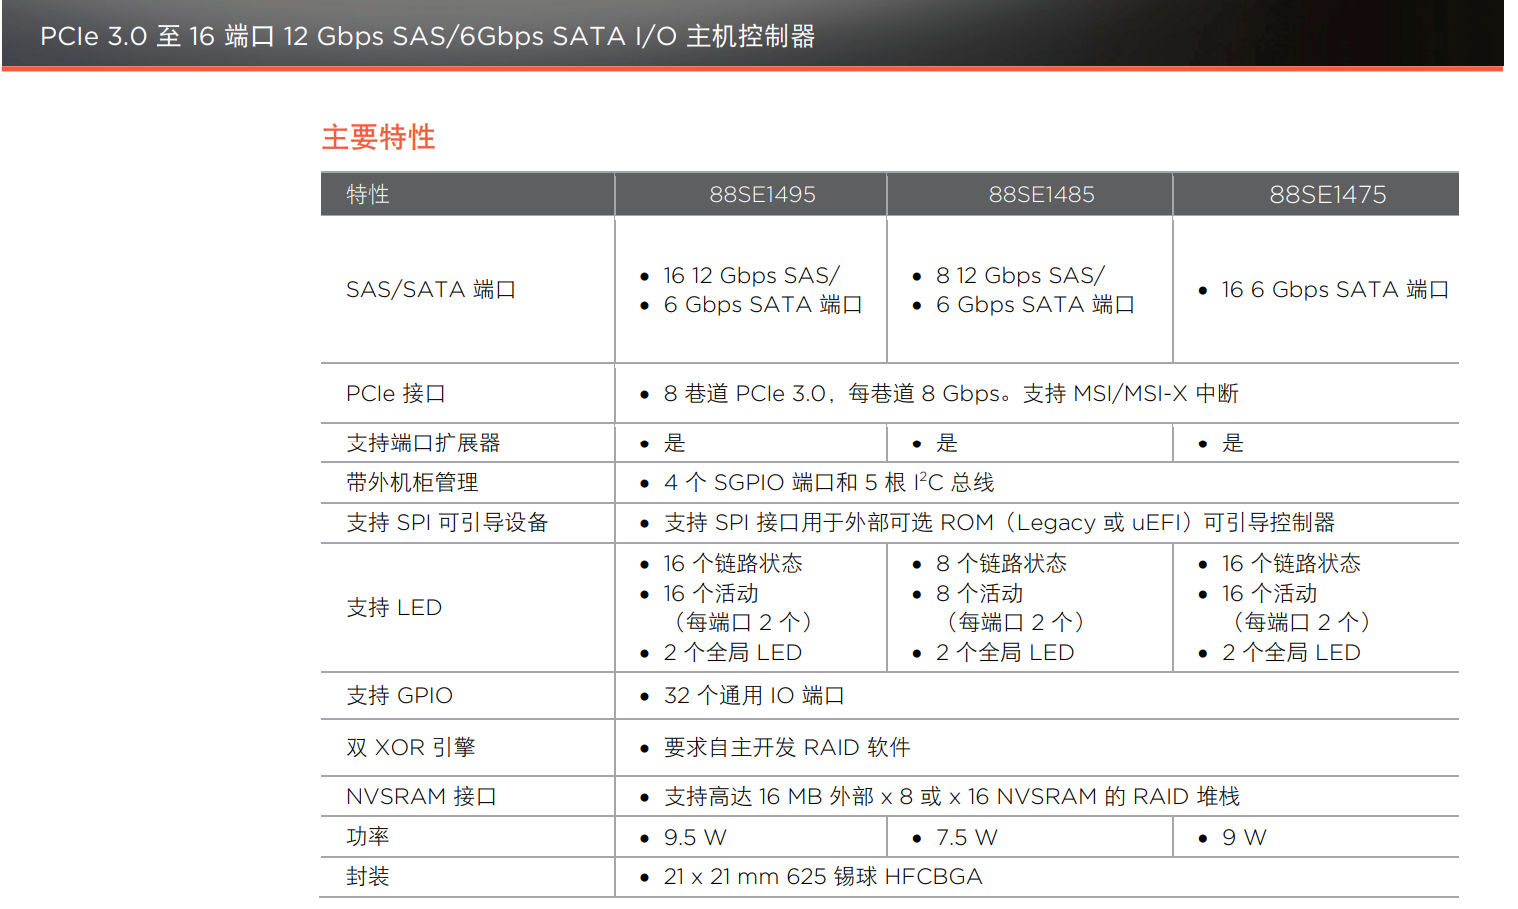 PCIe 3.0 至 16 端口 12 Gbps SAS/6Gbps SATA I/O 主机控制器
主要特性
特性 88SE1495 88SE1485 88SE1475
SAS/SATA 端口
• 16 12 Gbps SAS/
• 6 Gbps SATA 端口
• 8 12 Gbps SAS/
• 6 Gbps SATA 端口
• 16 6 Gbps SATA 端口
PCIe 接口 • 8 巷道 PCIe 3.0，每巷道 8 Gbps。支持 MSI/MSI-X 中断
支持端口扩展器 • 是 • 是 • 是
带外机柜管理 • 4 个 SGPIO 端口和 5 根 I²C 总线
支持 SPI 可引导设备 • 支持 SPI 接口用于外部可选 ROM（Legacy 或 uEFI）可引导控制器
支持 LED
• 16 个链路状态
• 16 个活动
（每端口 2 个）
• 2 个全局 LED
• 8 个链路状态
• 8 个活动
（每端口 2 个）
• 2 个全局 LED
• 16 个链路状态
• 16 个活动
（每端口 2 个）
• 2 个全局 LED
支持 GPIO • 32 个通用 IO 端口
双 XOR 引擎 • 要求自主开发 RAID 软件
NVSRAM 接口 • 支持高达 16 MB 外部 x 8 或 x 16 NVSRAM 的 RAID 堆栈
功率 • 9.5 W • 7.5 W • 9 W
封装 • 21 x 21 mm 625 锡球 HFCBGA